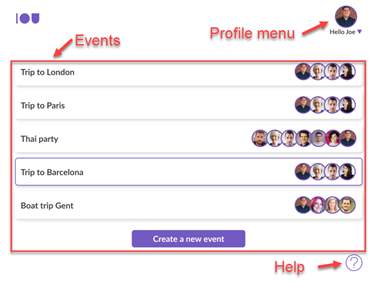 IOU
Profile menu
Hello Joe
Events
Trip to London
Trip to Paris
Thai party
Trip to Barcelona
Boat trip Gent
Create a new event
Help
?